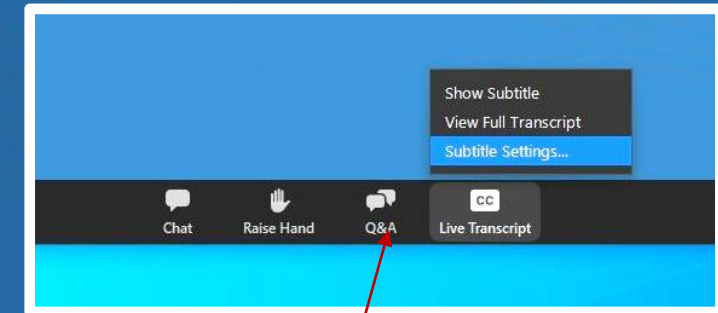 Show Subtitle
View Full Transcript
Subtitle Settings...
CC
Chat Raise Hand Q&A Live Transcript